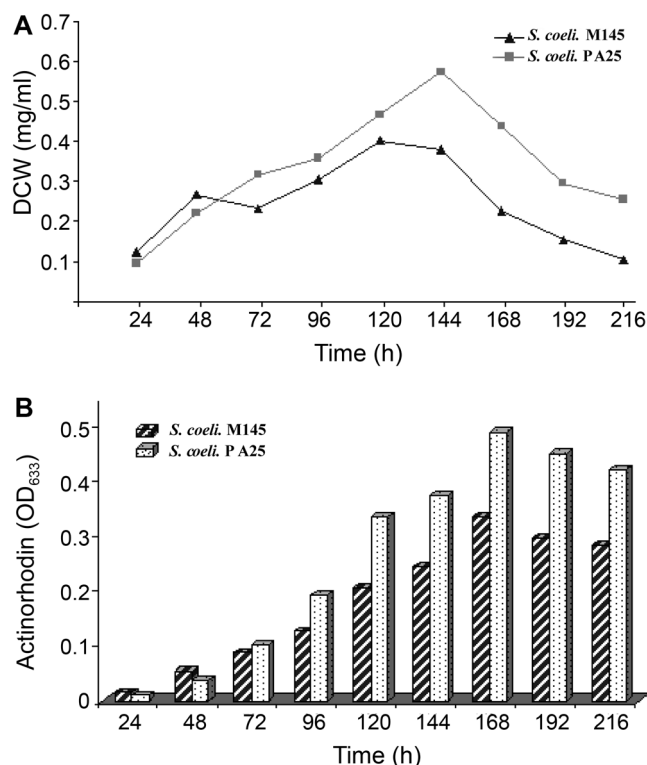 A
0.7
0.6
0.5
0.4
0.3
0.2
0.1
DCW (mg/ml)
S. coeli. M145
S. coeli. PA25
24 48 72 96 120 144 168 192 216
Time (h)
B
0.5
0.4
0.3
0.2
0.1
0
Actinorhodin (OD633)
S. coeli. M145
S. coeli. PA25
24 48 72 96 120 144 168 192 216
Time (h)